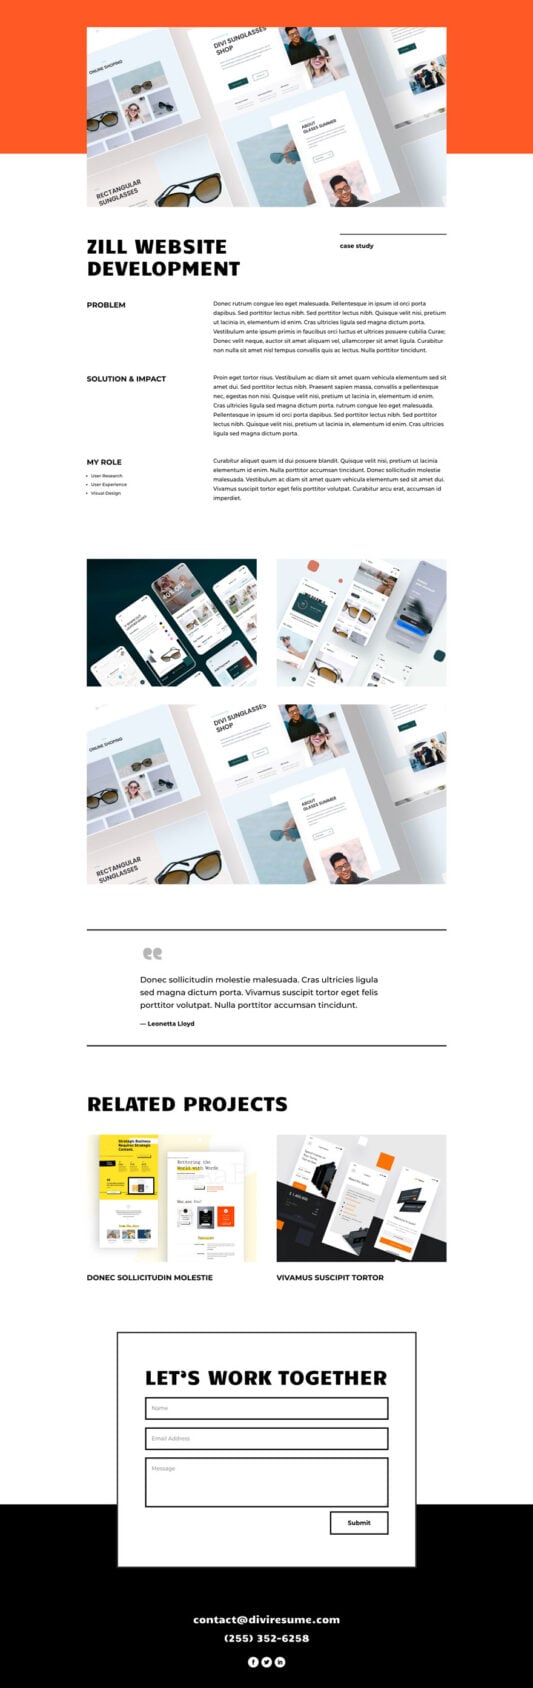 ONLINE SHOPING
DIVI SUNGLASSES
SHOP
ABOUT
GLASES SUMMER
RECTANGULAR
SUNGLASSES
ZILL WEBSITE
DEVELOPMENT
case study
PROBLEM
Donec rutrum congue leo eget malesuada. Pellentesque in ipsum id orci porta
dapibus. Sed porttitor lectus nibh. Sed porttitor lectus nibh. Quisque velit nisi, pretium
ut lacinia in, elementum id enim. Cras ultricies ligula sed magna dictum porta.
Vestibulum ante ipsum primis in faucibus orci luctus et ultrices posuere cubilia Curae;
Donec velit neque, auctor sit amet aliquam vel, ullamcorper sit amet ligula. Curabitur
non nulla sit amet nisl tempus convallis quis ac lectus. Nulla porttitor tincidunt.
SOLUTION & IMPACT
Proin eget tortor risus. Vestibulum ac diam sit amet quam vehicula elementum sed sit
amet dui. Sed porttitor lectus nibh. Praesent sapien massa, convallis a pellentesque
nec, egestas non nisi. Quisque velit nisi, pretium ut lacinia in, elementum id enim.
Cras ultricies ligula sed magna dictum porta. rutrum congue leo eget malesuada.
Pellentesque in ipsum id orci porta dapibus. Sed porttitor lectus nibh. Sed porttitor
lectus nibh. Quisque velit nisi, pretium ut lacinia in, elementum id enim. Cras ultricies
ligula sed magna dictum porta.
MY ROLE
User Research
User Experience
Visual Design
Curabitur aliquet quam id dui posuere blandit. Quisque velit nisi, pretium ut lacinia
elementum id enim. Nulla porttitor accumsan tincidunt. Donec sollicitudin molestie
malesuada. Vestibulum ac diam sit amet quam vehicula elementum sed sit amet dui.
Vivamus suscipit tortor eget felis porttitor volutpat. Curabitur arcu erat, accumsan id
imperdiet.
ONLINE SHOPING
DIVI SUNGLASSES
SHOP
ABOUT
GLASES SUMMER
RECTANGULAR
SUNGLASSES
Donec sollicitudin molestie malesuada. Cras ultricies ligula
sed magna dictum porta. Vivamus suscipit tortor eget felis
porttitor volutpat. Nulla porttitor accumsan tincidunt.
— Leonetta Lloyd
RELATED PROJECTS
Strategic Business
Requires Strategic
Content.
Bettering the
World with Words
DONEC SOLLICITUDIN MOLESTIE
VIVAMUS SUSCIPIT TORTOR
LET'S WORK TOGETHER
Name
Email Address
Message
Submit
contact@diviresume.com
(255) 352-6258